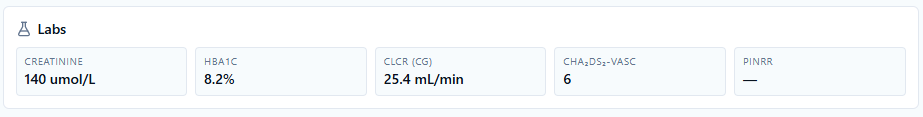 Labs
CREATININE
140 umol/L
HBA1C
8.2%
CLCR (CG)
25.4 mL/min
CHA₂DS₂-VASC
6
PINRR
—